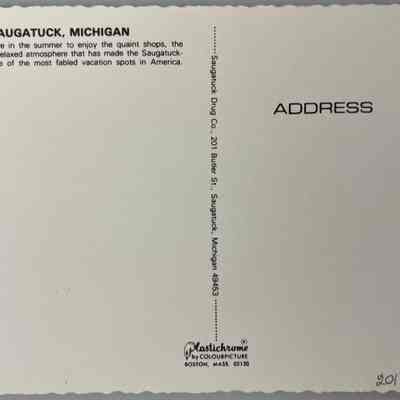 AUGATUCK, MICHIGAN
e in the summer to enjoy the quaint shops, the
elaxed atmosphere that has made the Saugatuck-
e of the most fabled vacation spots in America.
Saugatuck Drug Co., 201 Butler St., Saugatuck, Michigan 49453
ADDRESS
Plastichrome®
by COLOURPICTURE
BOSTON, MASS. 02130
201